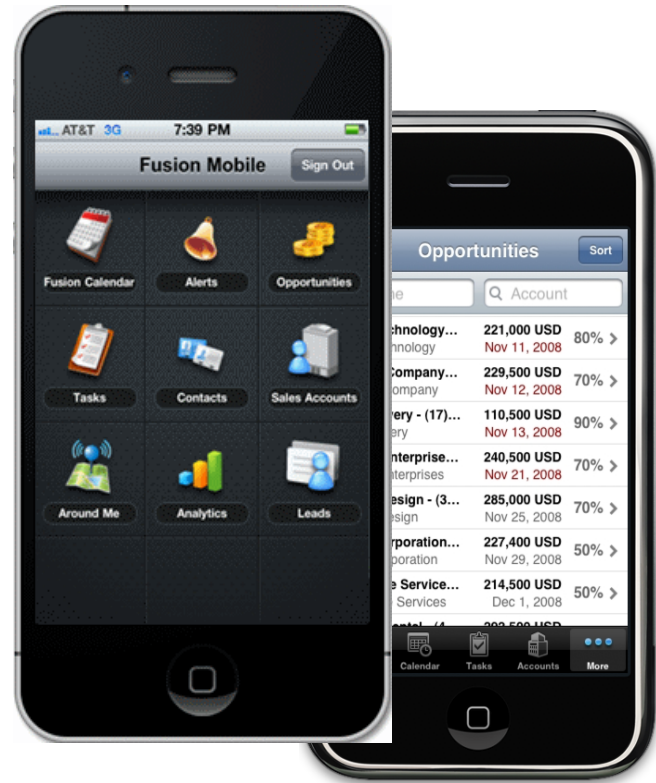 AT&T 3G 7:39 PM
Fusion Mobile Sign Out
Fusion Calendar Alerts Opportunities
Tasks Contacts Sales Accounts
Around Me Analytics Leads
Opportunities Sort
Account
chnology... 221,000 USD
hnology Nov 11, 2008 80%
Company... 229,500 USD
ompany Nov 12, 2008 70%
very - (17)... 110,500 USD
ery Nov 13, 2008 90%
nterprise... 240,500 USD
terprises Nov 21, 2008 70%
esign - (3... 285,000 USD
sign Nov 25, 2008 70%
rporation... 227,400 USD
poration Nov 29, 2008 50%
e Service... 214,500 USD
Services Dec 1, 2008 50%
Calendar Tasks Accounts More